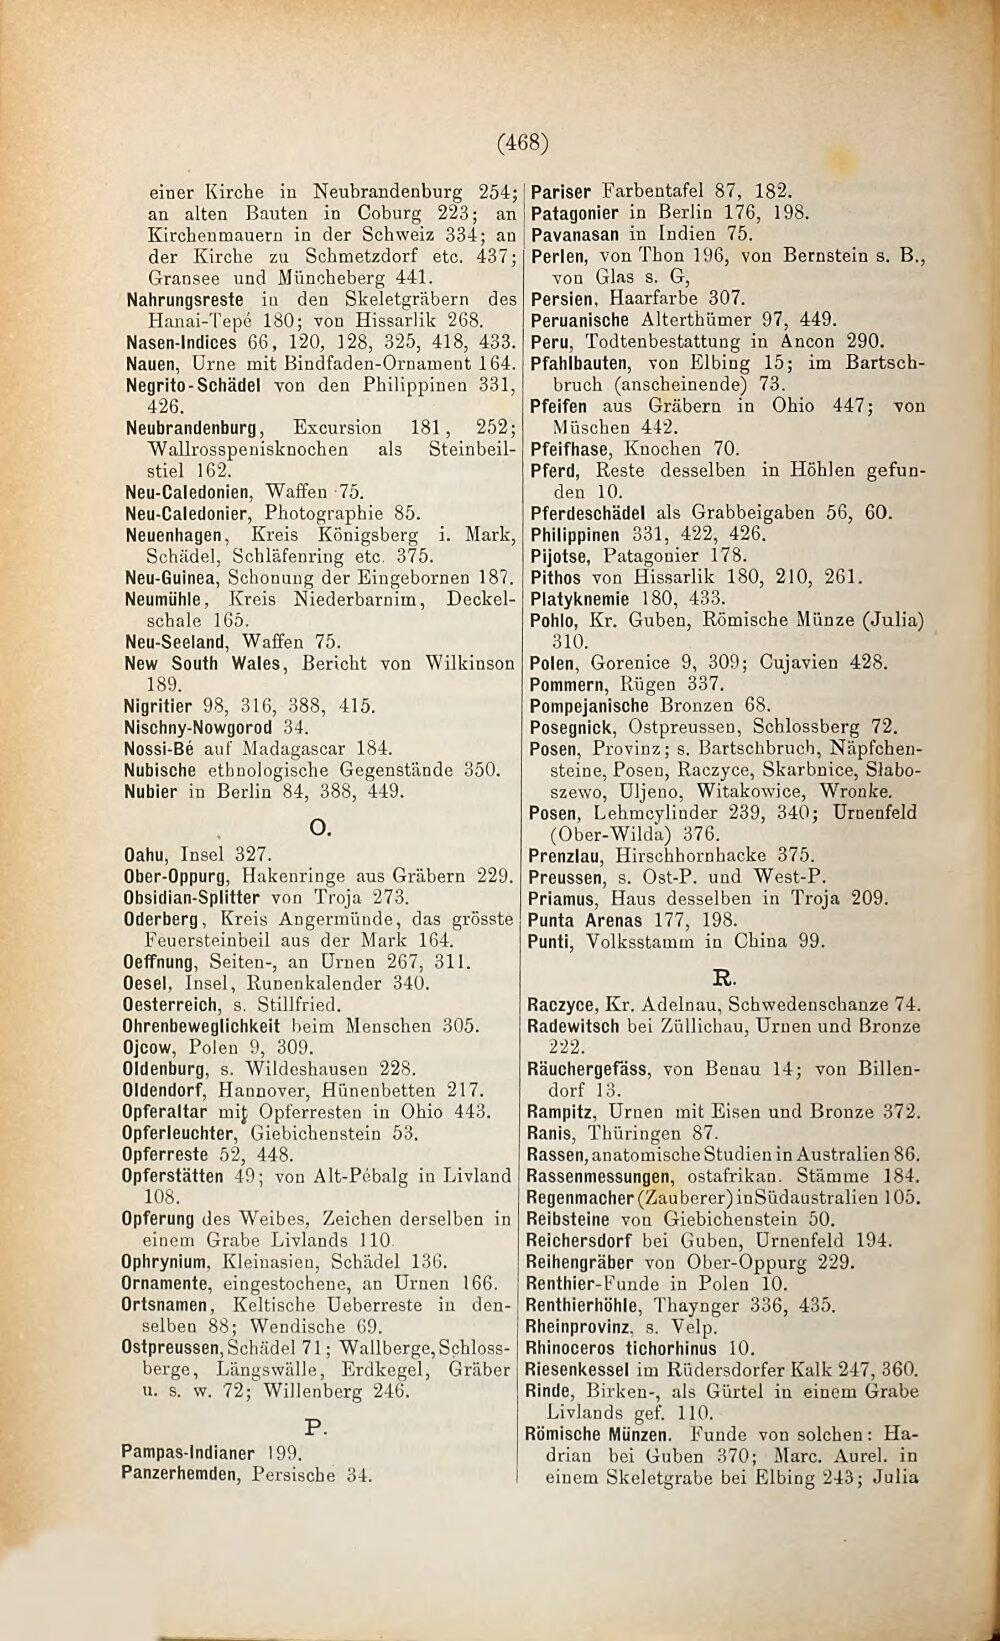 (468)
einer Kirche in Neubrandenburg 254;
an alten Bauten in Coburg 223; an
Kirchenmauern in der Schweiz 334; an
der Kirche zu Schmetzdorf etc. 437;
Gransee und Müncheberg 441.
Nahrungsreste in den Skeletgräbern des
Hanai-Tepé 180; von Hissarlik 268.
Nasen-Indices 66, 120, 128, 325, 418, 433.
Nauen, Urne mit Bindfaden-Ornament 164.
Negrito-Schädel von den Philippinen 331,
426.
Neubrandenburg, Excursion 181, 252;
Wallrosspenisknochen als Steinbeil-
stiel 162.
Neu-Caledonien, Waffen 75.
Neu-Caledonier, Photographie 85.
Neuenhagen, Kreis Königsberg i. Mark,
Schädel, Schläfenring etc. 375.
Neu-Guinea, Schonung der Eingebornen 187.
Neumühle, Kreis Niederbarnim, Deckel-
schale 165.
Neu-Seeland, Waffen 75.
New South Wales, Bericht von Wilkinson
189.
Nigritier 98, 316, 388, 415.
Nischny-Nowgorod 34.
Nossi-Bé auf Madagascar 184.
Nubische ethnologische Gegenstände 350.
Nubier in Berlin 84, 388, 449.
O.
Oahu, Insel 327.
Ober-Oppurg, Hakenringe aus Gräbern 229.
Obsidian-Splitter von Troja 273.
Oderberg, Kreis Angermünde, das grösste
Feuersteinbeil aus der Mark 164.
Oeffnung, Seiten-, an Urnen 267, 311.
Oesel, Insel, Runenkalender 340.
Oesterreich, s. Stillfried.
Ohrenbeweglichkeit beim Menschen 305.
Ojcow, Polen 9, 309.
Oldenburg, s. Wildeshausen 228.
Oldendorf, Hannover, Hünenbetten 217.
Opferaltar mit Opferresten in Ohio 443.
Opferleuchter, Giebichenstein 53.
Opferreste 52, 448.
Opferstätten 49; von Alt-Pébalg in Livland
108.
Opferung des Weibes, Zeichen derselben in
einem Grabe Livlands 110.
Ophrynium, Kleinasien, Schädel 136.
Ornamente, eingestochene, an Urnen 166.
Ortsnamen, Keltische Ueberreste in den-
selben 88; Wendische 69.
Ostpreussen, Schädel 71; Wallberge, Schloss-
berge, Längswälle, Erdkegel, Gräber
u. s. w. 72; Willenberg 246.
P.
Pampas-Indianer 199.
Panzerhemden, Persische 34.
Pariser Farbentafel 87, 182.
Patagonier in Berlin 176, 198.
Pavanasan in Indien 75.
Perlen, von Thon 196, von Bernstein s. B.,
von Glas s. G,
Persien, Haarfarbe 307.
Peruanische Alterthümer 97, 449.
Peru, Todtenbestattung in Ancon 290.
Pfahlbauten, von Elbing 15; im Bartsch-
bruch (anscheinende) 73.
Pfeifen aus Gräbern in Ohio 447; von
Müschen 442.
Pfeifhase, Knochen 70.
Pferd, Reste desselben in Höhlen gefun-
den 10.
Pferdeschädel als Grabbeigaben 56, 60.
Philippinen 331, 422, 426.
Pijotse, Patagonier 178.
Pithos von Hissarlik 180, 210, 261.
Platyknemie 180, 433.
Pohlo, Kr. Guben, Römische Münze (Julia)
310.
Polen, Gorenice 9, 309; Cujavien 428.
Pommern, Rügen 337.
Pompejanische Bronzen 68.
Posegnick, Ostpreussen, Schlossberg 72.
Posen, Provinz; s. Bartschbruch, Näpfchen-
steine, Posen, Raczyce, Skarbnice, Słabo-
szewo, Uljeno, Witakowice, Wronke.
Posen, Lehmcylinder 239, 340; Urnenfeld
(Ober-Wilda) 376.
Prenzlau, Hirschhornhacke 375.
Preussen, s. Ost-P. und West-P.
Priamus, Haus desselben in Troja 209.
Punta Arenas 177, 198.
Punti, Volksstamm in China 99.
R.
Raczyce, Kr. Adelnau, Schwedenschanze 74.
Radewitsch bei Züllichau, Urnen und Bronze
222.
Räuchergefäss, von Benau 14; von Billen-
dorf 13.
Rampitz, Urnen mit Eisen und Bronze 372.
Ranis, Thüringen 87.
Rassen, anatomische Studien in Australien 86.
Rassenmessungen, ostafrikan. Stämme 184.
Regenmacher (Zauberer) in Südaustralien 105.
Reibsteine von Giebichenstein 50.
Reichersdorf bei Guben, Urnenfeld 194.
Reihengräber von Ober-Oppurg 229.
Renthier-Funde in Polen 10.
Renthierhöhle, Thaynger 336, 435.
Rheinprovinz, s. Velp.
Rhinoceros tichorhinus 10.
Riesenkessel im Rüdersdorfer Kalk 247, 360.
Rinde, Birken-, als Gürtel in einem Grabe
Livlands gef. 110.
Römische Münzen. Funde von solchen: Ha-
drian bei Guben 370; Marc. Aurel. in
einem Skeletgrabe bei Elbing 243; Julia